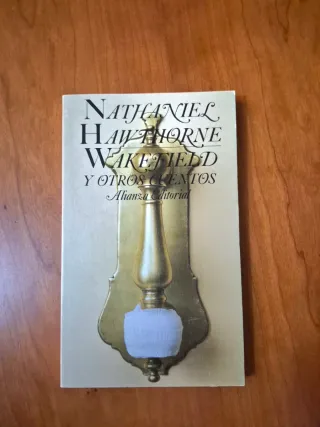 NATHANIEL
HAWTHORNE
WAKEFIELD
Y OTROS CUENTOS
Alianza Editorial